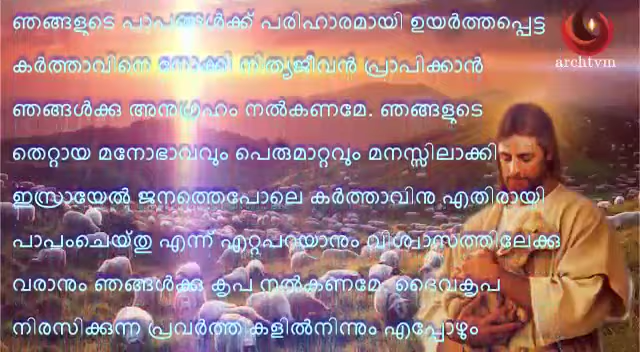 ഞങ്ങളുടെ പാപങ്ങൾക്ക് പരിഹാരമായി ഉയർത്തപ്പെട്ട
കർത്താവിനെ നോക്കി നിത്യജീവൻ പ്രാപിക്കാൻ
ഞങ്ങൾക്കു അനുഗ്രഹം നൽകണമേ. ഞങ്ങളുടെ
തെറ്റായ മനോഭാവവും പെരുമാറ്റവും മനസ്സിലാക്കി
ഇസ്രായേൽ ജനത്തെപോലെ കർത്താവിനു എതിരായി
പാപംചെയ്തു എന്ന് ഏറ്റപറയാനും വിശ്വാസത്തിലേക്കു
വരാനും ഞങ്ങൾക്കു കൃപ നൽകണമേ. ദൈവകൃപ
നിരസിക്കുന്ന പ്രവർത്തികളിൽനിന്നും എപ്പോഴും
archtvm